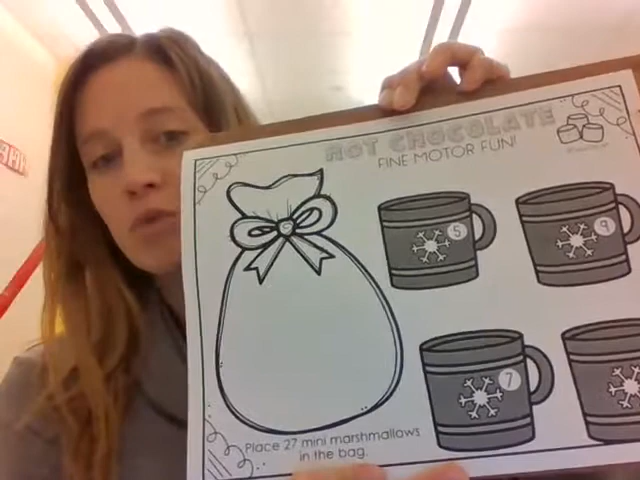 HOT CHOCOLATE
FINE MOTOR FUN!
5
9
7
Place 27 mini marshmallows
in the bag.